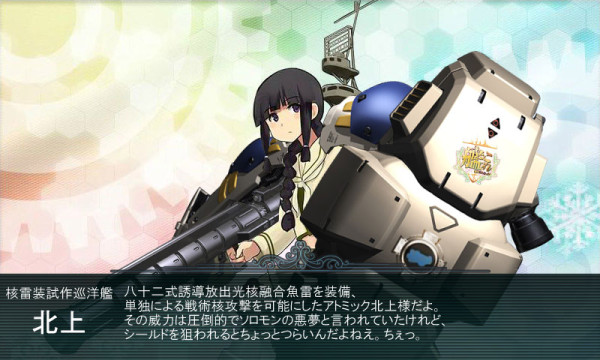 核雷装試作巡洋艦
北上
八十二式誘導放出光核融合魚雷を装備、
単独による戦術核攻撃を可能にしたアトミック北上様だよ。
その威力は圧倒的でソロモンの悪夢と言われていたけれど、
シールドを狙われるとちょっとつらいんだよねえ。ちぇっ。